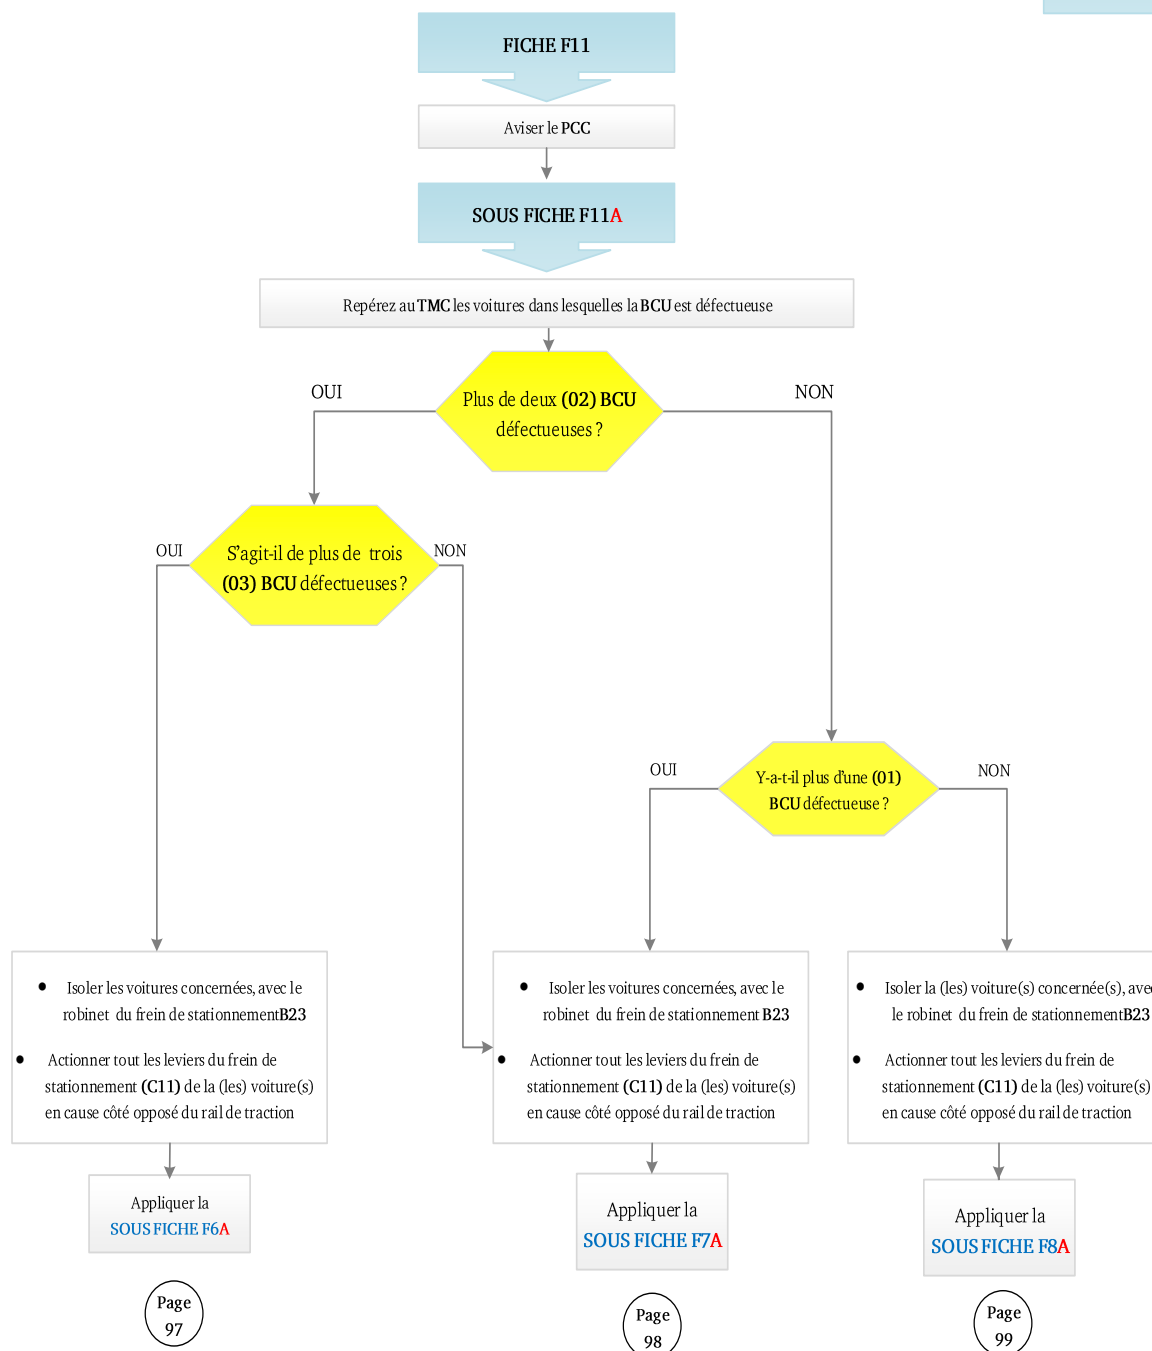 FICHE F11
Aviser le PCC
SOUS FICHE F11A
Repérez au TMC les voitures dans lesquelles la BCU est défectueuse
OUI
NON
Plus de deux (02) BCU
défectueuses ?
OUI
NON
S'agit-il de plus de trois
(03) BCU défectueuses ?
OUI
NON
Y-a-t-il plus d'une (01)
BCU défectueuse ?
• Isoler les voitures concernées, avec le
robinet du frein de stationnement B23
• Actionner tout les leviers du frein de
stationnement (C11) de la (les) voiture(s)
en cause côté opposé du rail de traction
• Isoler les voitures concernées, avec le
robinet du frein de stationnement B23
• Actionner tout les leviers du frein de
stationnement (C11) de la (les) voiture(s)
en cause côté opposé du rail de traction
• Isoler la (les) voiture(s) concernée(s), avec
le robinet du frein de stationnement B23
• Actionner tout les leviers du frein de
stationnement (C11) de la (les) voiture(s)
en cause côté opposé du rail de traction
Appliquer la
SOUS FICHE F6A
Appliquer la
SOUS FICHE F7A
Appliquer la
SOUS FICHE F8A
Page
97
Page
98
Page
99